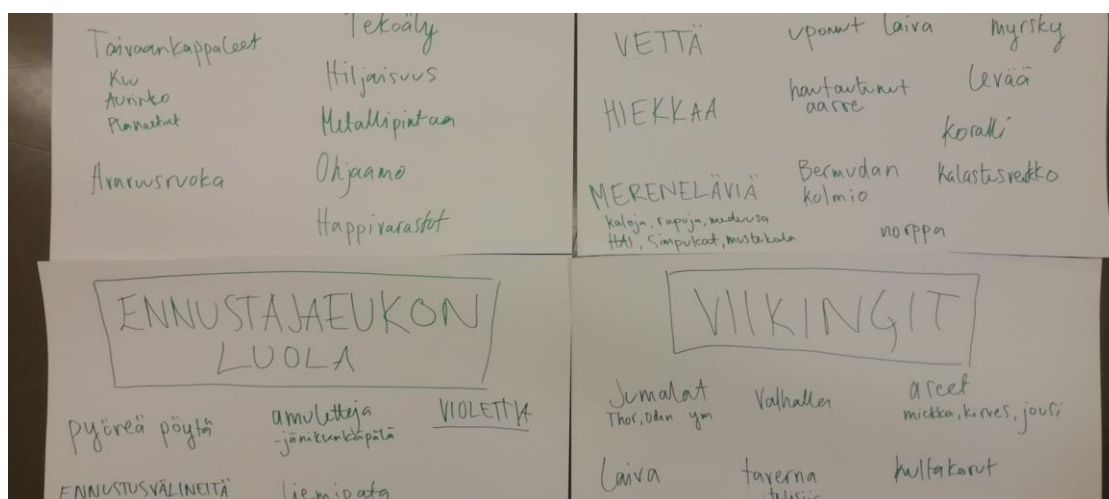 Taivaankappaleet
Kuu
Aurinko
Planeetat
Avaruusruoka
Tekoäly
Hiljaisuus
Metallipintaa
Ohjaamo
Happivarastot
VETTÄ
HIEKKAA
MERENELÄVIÄ
kaloja, rapuja, meduusa
HAI, Simpukat, mustekala
uponnut laiva
hautautunut
aarre
Bermudan
kolmio
norppa
myrsky
levää
koralli
kalastusverkko
ENNUSTAJAEUKON
LUOLA
pyöreä pöytä
amuletteja
-jäniksenkäpälä
VIOLETTIA
ENNUSTUSVÄLINEITÄ
liemipata
VIIKINGIT
Jumalat
Thor, Odin ym
Valhalla
aseet
miekka, kirves, jousi
Laiva
taverna
kultakorut